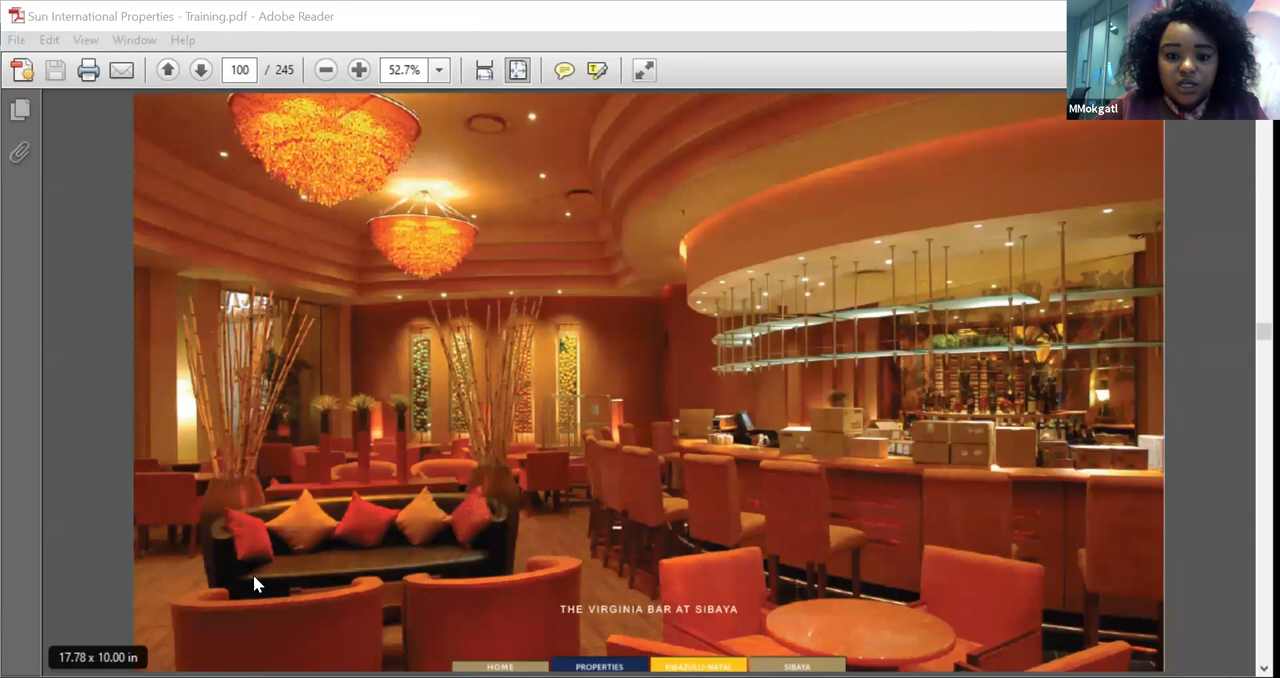 Sun International Properties - Training.pdf - Adobe Reader
File Edit View Window Help
100 / 245 52.7%
MMokgatl
THE VIRGINIA BAR AT SIBAYA
17.78 x 10.00 in
HOME PROPERTIES KWAZULU-NATAL SIBAYA